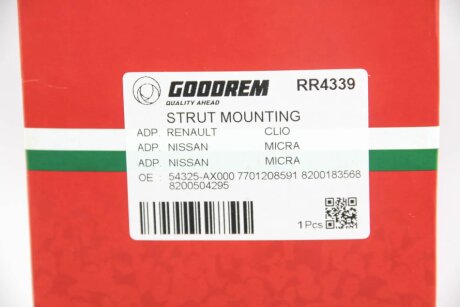 GOODREM RR4339
QUALITY AHEAD
STRUT MOUNTING
ADP. RENAULT CLIO
ADP. NISSAN MICRA
ADP. NISSAN MICRA
OE : 54325-AX000 7701208591 8200183568
8200504295
1 Pcs